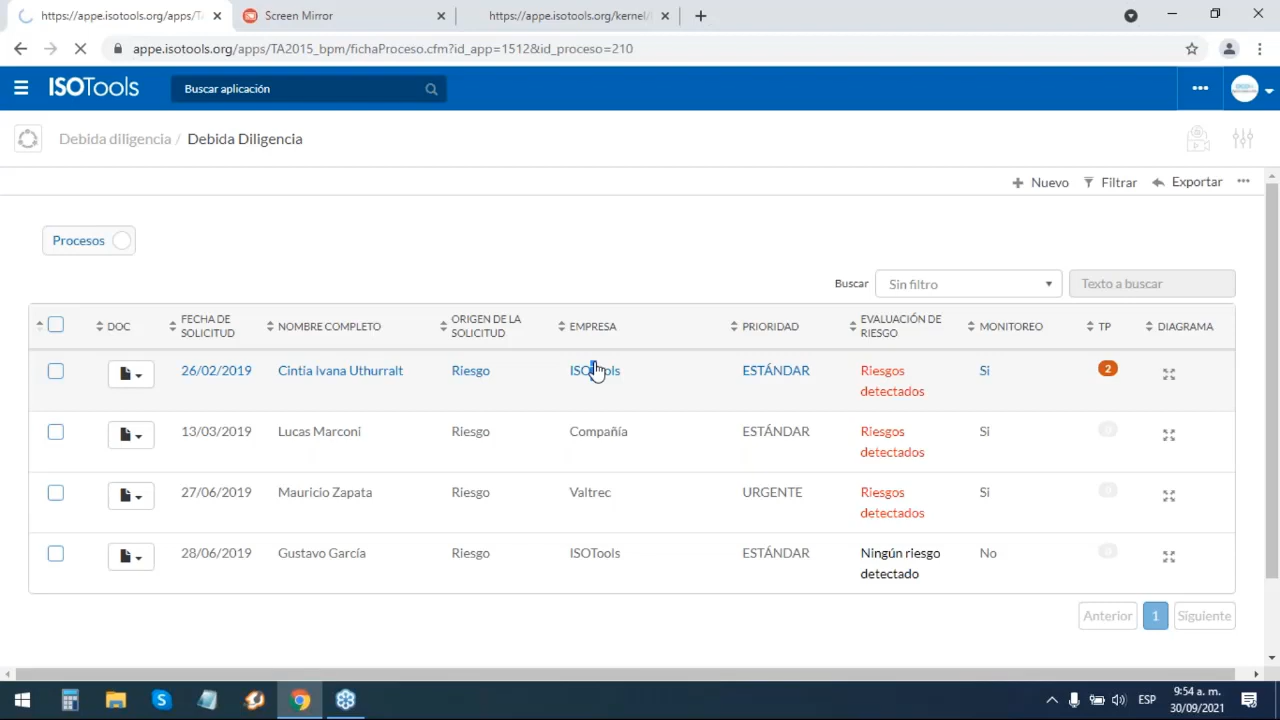 https://appe.isotools.org/apps/TA
Screen Mirror
https://appe.isotools.org/kernel/
appe.isotools.org/apps/TA2015_bpm/fichaProceso.cfm?id_app=1512&id_proceso=210
ISOTools
Buscar aplicación
Debida diligencia / Debida Diligencia
Nuevo
Filtrar
Exportar
Procesos
Buscar
Sin filtro
Texto a buscar
DOC
FECHA DE
SOLICITUD
NOMBRE COMPLETO
ORIGEN DE LA
SOLICITUD
EMPRESA
PRIORIDAD
EVALUACIÓN DE
RIESGO
MONITOREO
TP
DIAGRAMA
26/02/2019
Cintia Ivana Uthurralt
Riesgo
ISOTools
ESTÁNDAR
Riesgos
detectados
Si
2
13/03/2019
Lucas Marconi
Riesgo
Compañía
ESTÁNDAR
Riesgos
detectados
Si
0
27/06/2019
Mauricio Zapata
Riesgo
Valtrec
URGENTE
Riesgos
detectados
Si
0
28/06/2019
Gustavo García
Riesgo
ISOTools
ESTÁNDAR
Ningún riesgo
detectado
No
0
Anterior
1
Siguiente
ESP
9:54 a. m.
30/09/2021